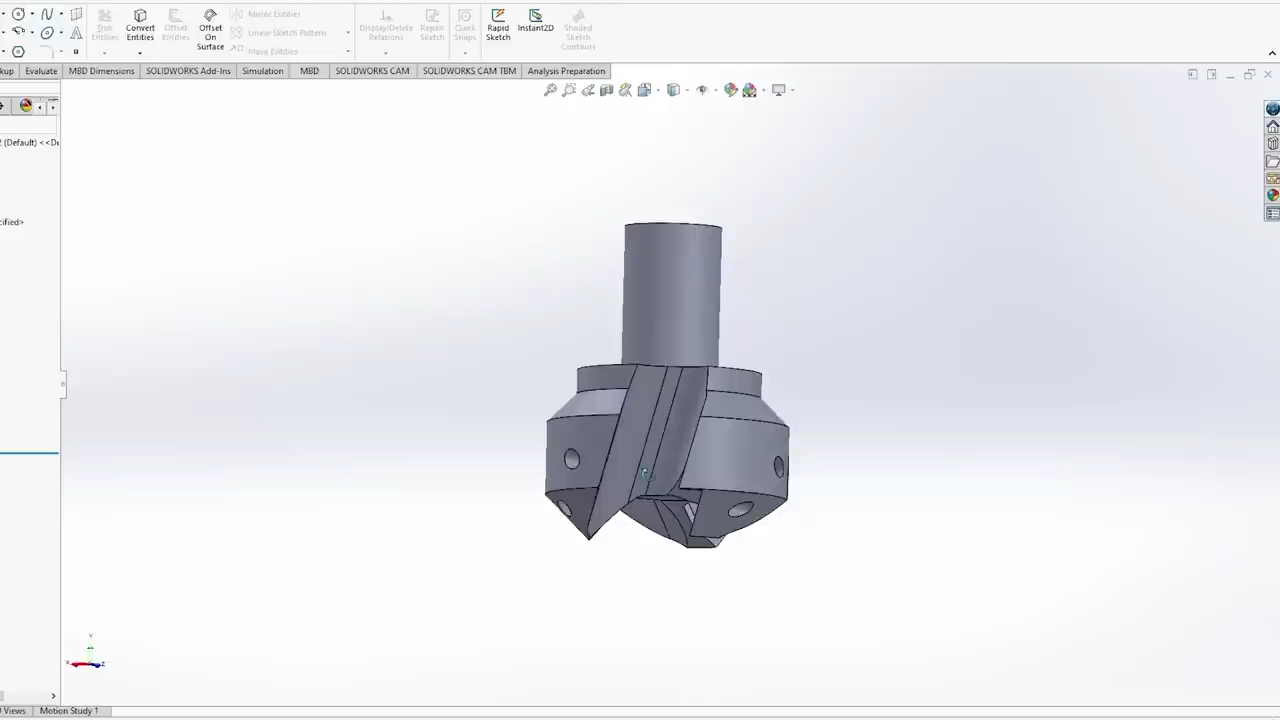 Trim Entities
Convert Entities
Offset Entities
Offset On Surface
Mirror Entities
Linear Sketch Pattern
Move Entities
Display/Delete Relations
Repair Sketch
Quick Snaps
Rapid Sketch
Instant2D
Shaded Sketch Contours
kup Evaluate MBD Dimensions SOLIDWORKS Add-Ins Simulation MBD SOLIDWORKS CAM SOLIDWORKS CAM TBM Analysis Preparation
(Default) <<De
cified>
Y
X
Z
Views Motion Study 1